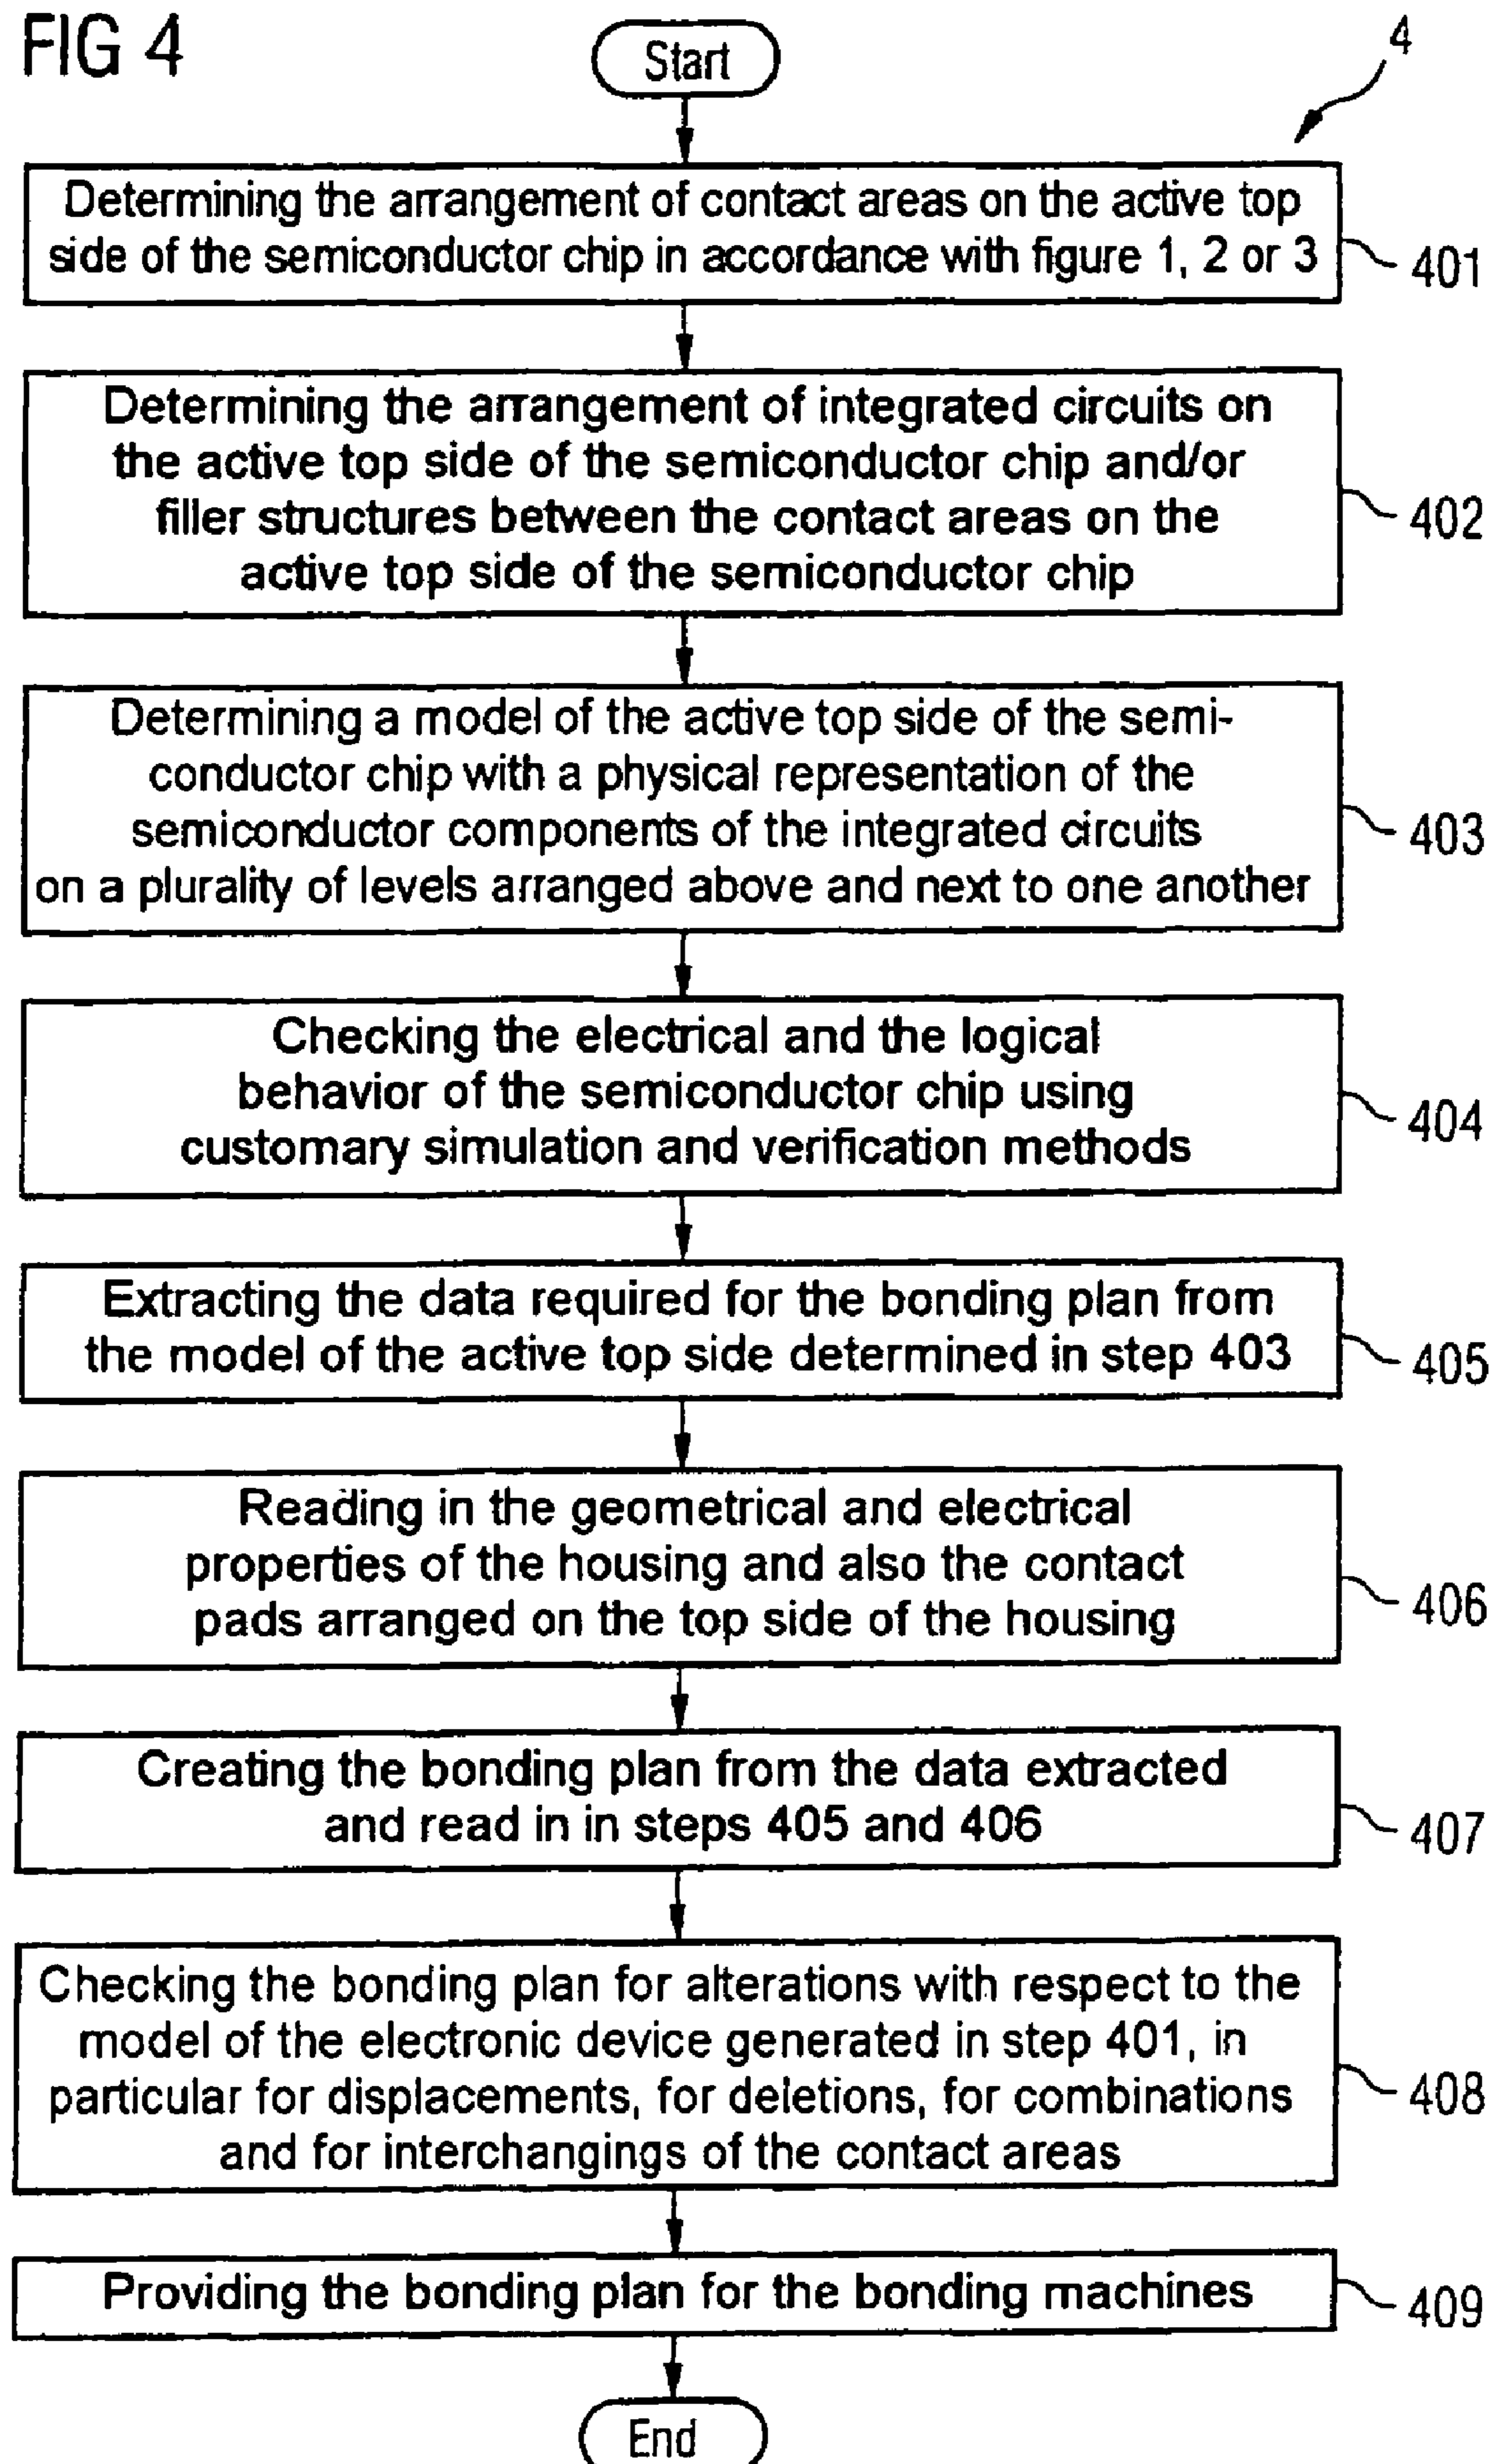 FIG 4
Start
4
Determining the arrangement of contact areas on the active top
side of the semiconductor chip in accordance with figure 1, 2 or 3
401
Determining the arrangement of integrated circuits on
the active top side of the semiconductor chip and/or
filler structures between the contact areas on the
active top side of the semiconductor chip
402
Determining a model of the active top side of the semi-
conductor chip with a physical representation of the
semiconductor components of the integrated circuits
on a plurality of levels arranged above and next to one another
403
Checking the electrical and the logical
behavior of the semiconductor chip using
customary simulation and verification methods
404
Extracting the data required for the bonding plan from
the model of the active top side determined in step 403
405
Reading in the geometrical and electrical
properties of the housing and also the contact
pads arranged on the top side of the housing
406
Creating the bonding plan from the data extracted
and read in in steps 405 and 406
407
Checking the bonding plan for alterations with respect to the
model of the electronic device generated in step 401, in
particular for displacements, for deletions, for combinations
and for interchangings of the contact areas
408
Providing the bonding plan for the bonding machines
409
End